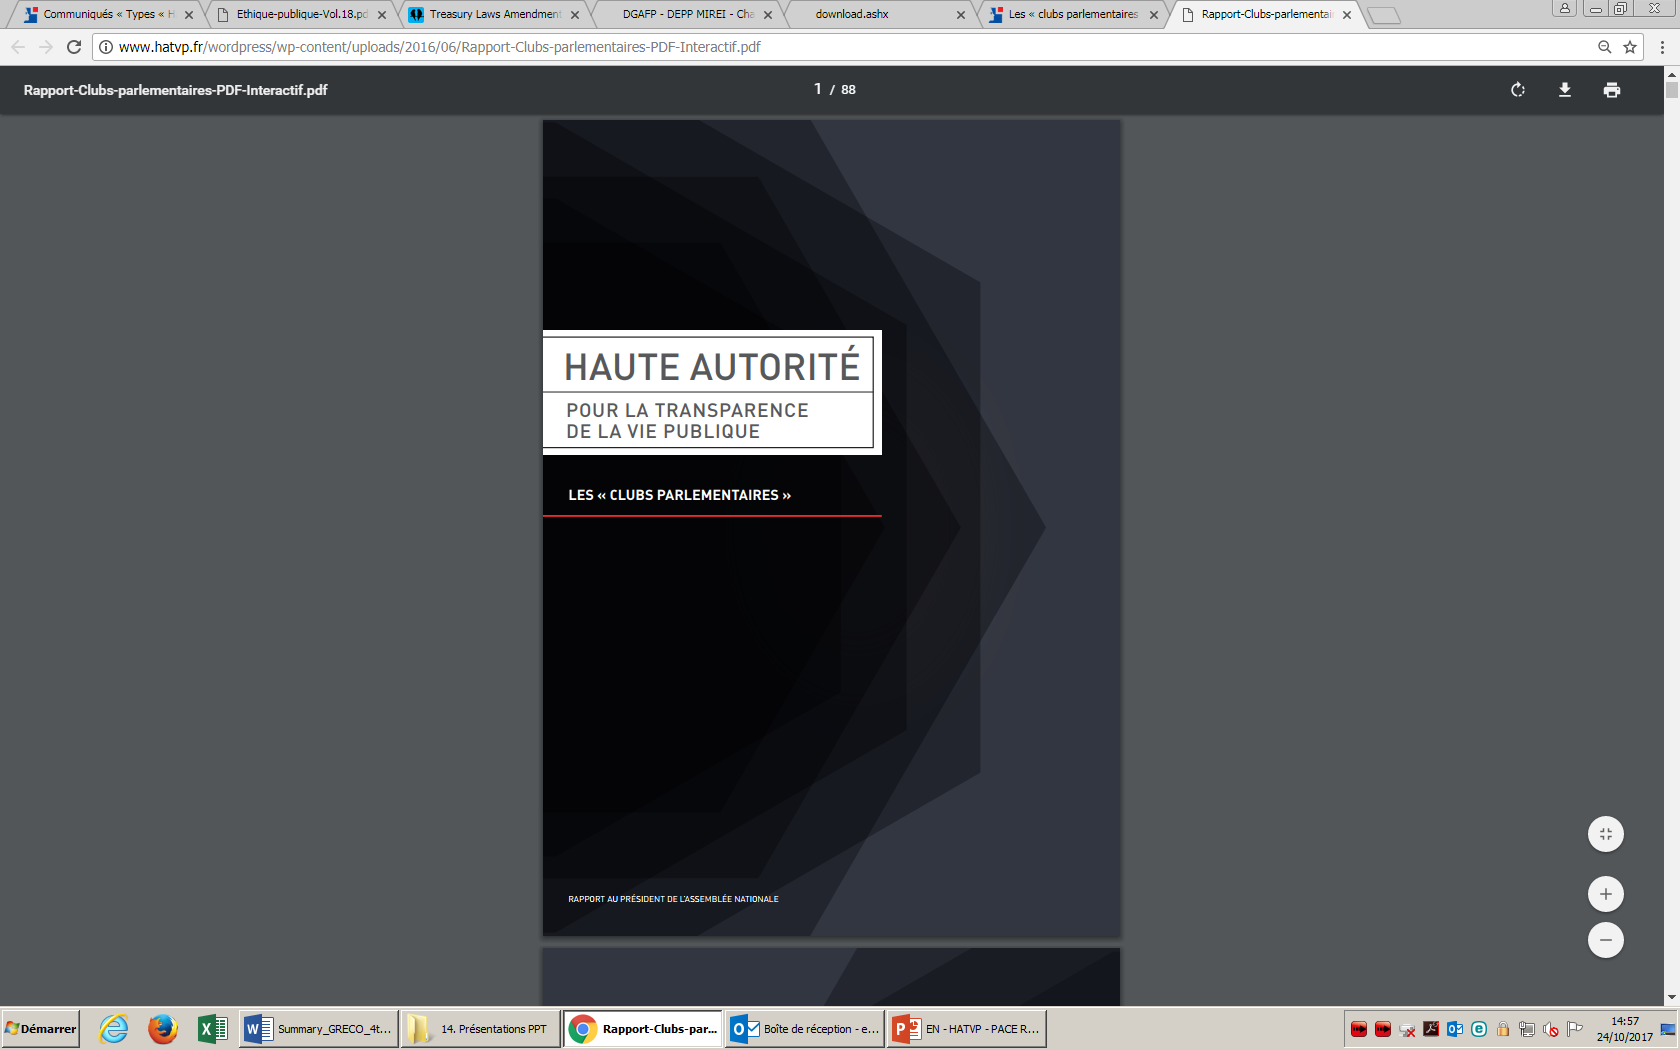 Communiqués « Types « H
Ethique-publique-Vol.18.pd
Treasury Laws Amendment
DGAFP - DEPP MIREI - Cha
download.ashx
Les « clubs parlementaires
Rapport-Clubs-parlementai
www.hatvp.fr/wordpress/wp-content/uploads/2016/06/Rapport-Clubs-parlementaires-PDF-Interactif.pdf
Rapport-Clubs-parlementaires-PDF-Interactif.pdf
1 / 88
HAUTE AUTORITÉ
POUR LA TRANSPARENCE
DE LA VIE PUBLIQUE
LES « CLUBS PARLEMENTAIRES »
RAPPORT AU PRÉSIDENT DE L'ASSEMBLÉE NATIONALE
Démarrer
Summary_GRECO_4t...
14. Présentations PPT
Rapport-Clubs-par...
Boîte de réception - e...
EN - HATVP - PACE R...
14:57
24/10/2017